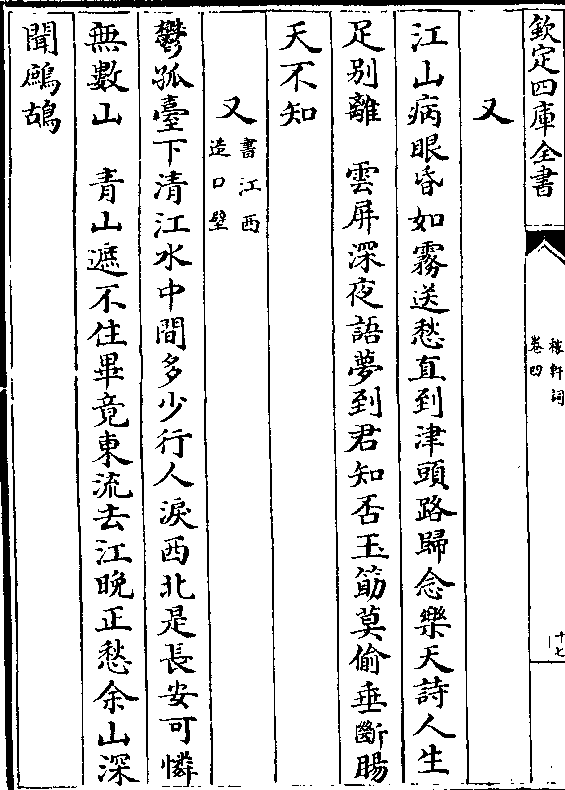 欽定四庫全書
稼軒詞
卷四
十七
又
江山病眼昏如霧送愁直到津頭路歸念樂天詩人生
足别離　雲屏深夜語夢到君知否玉筯莫偷垂斷腸
天不知
又書江西造口壁
鬱孤臺下清江水中間多少行人淚西北是長安可憐
無數山　青山遮不住畢竟東流去江晚正愁余山深
聞鷓鴣